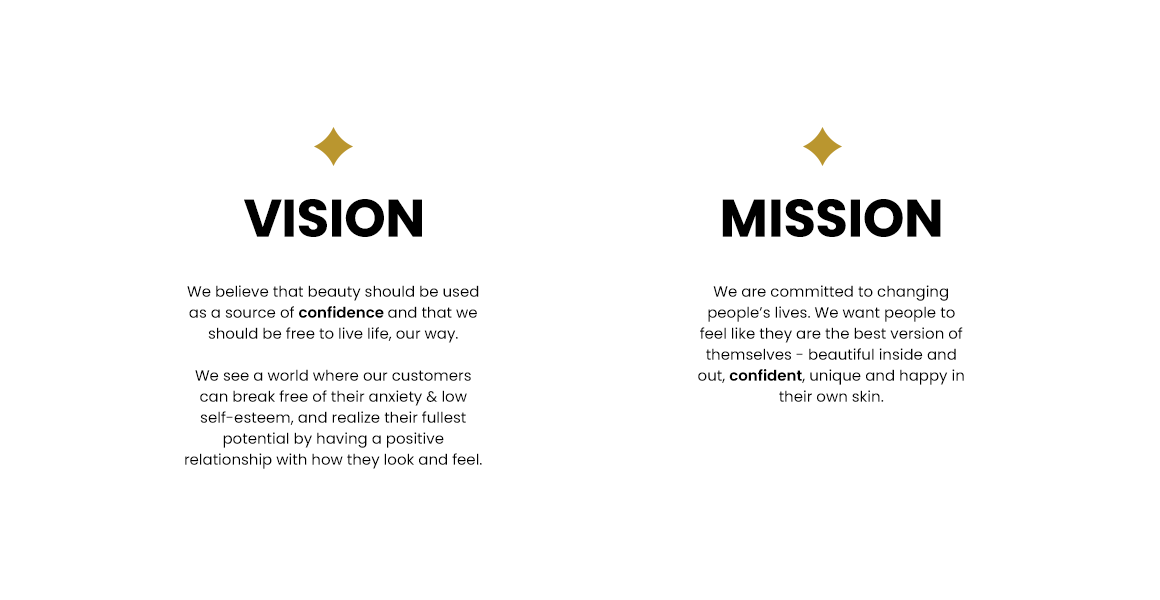 VISION
We believe that beauty should be used
as a source of confidence and that we
should be free to live life, our way.
We see a world where our customers
can break free of their anxiety & low
self-esteem, and realize their fullest
potential by having a positive
relationship with how they look and feel.
MISSION
We are committed to changing
people’s lives. We want people to
feel like they are the best version of
themselves - beautiful inside and
out, confident, unique and happy in
their own skin.